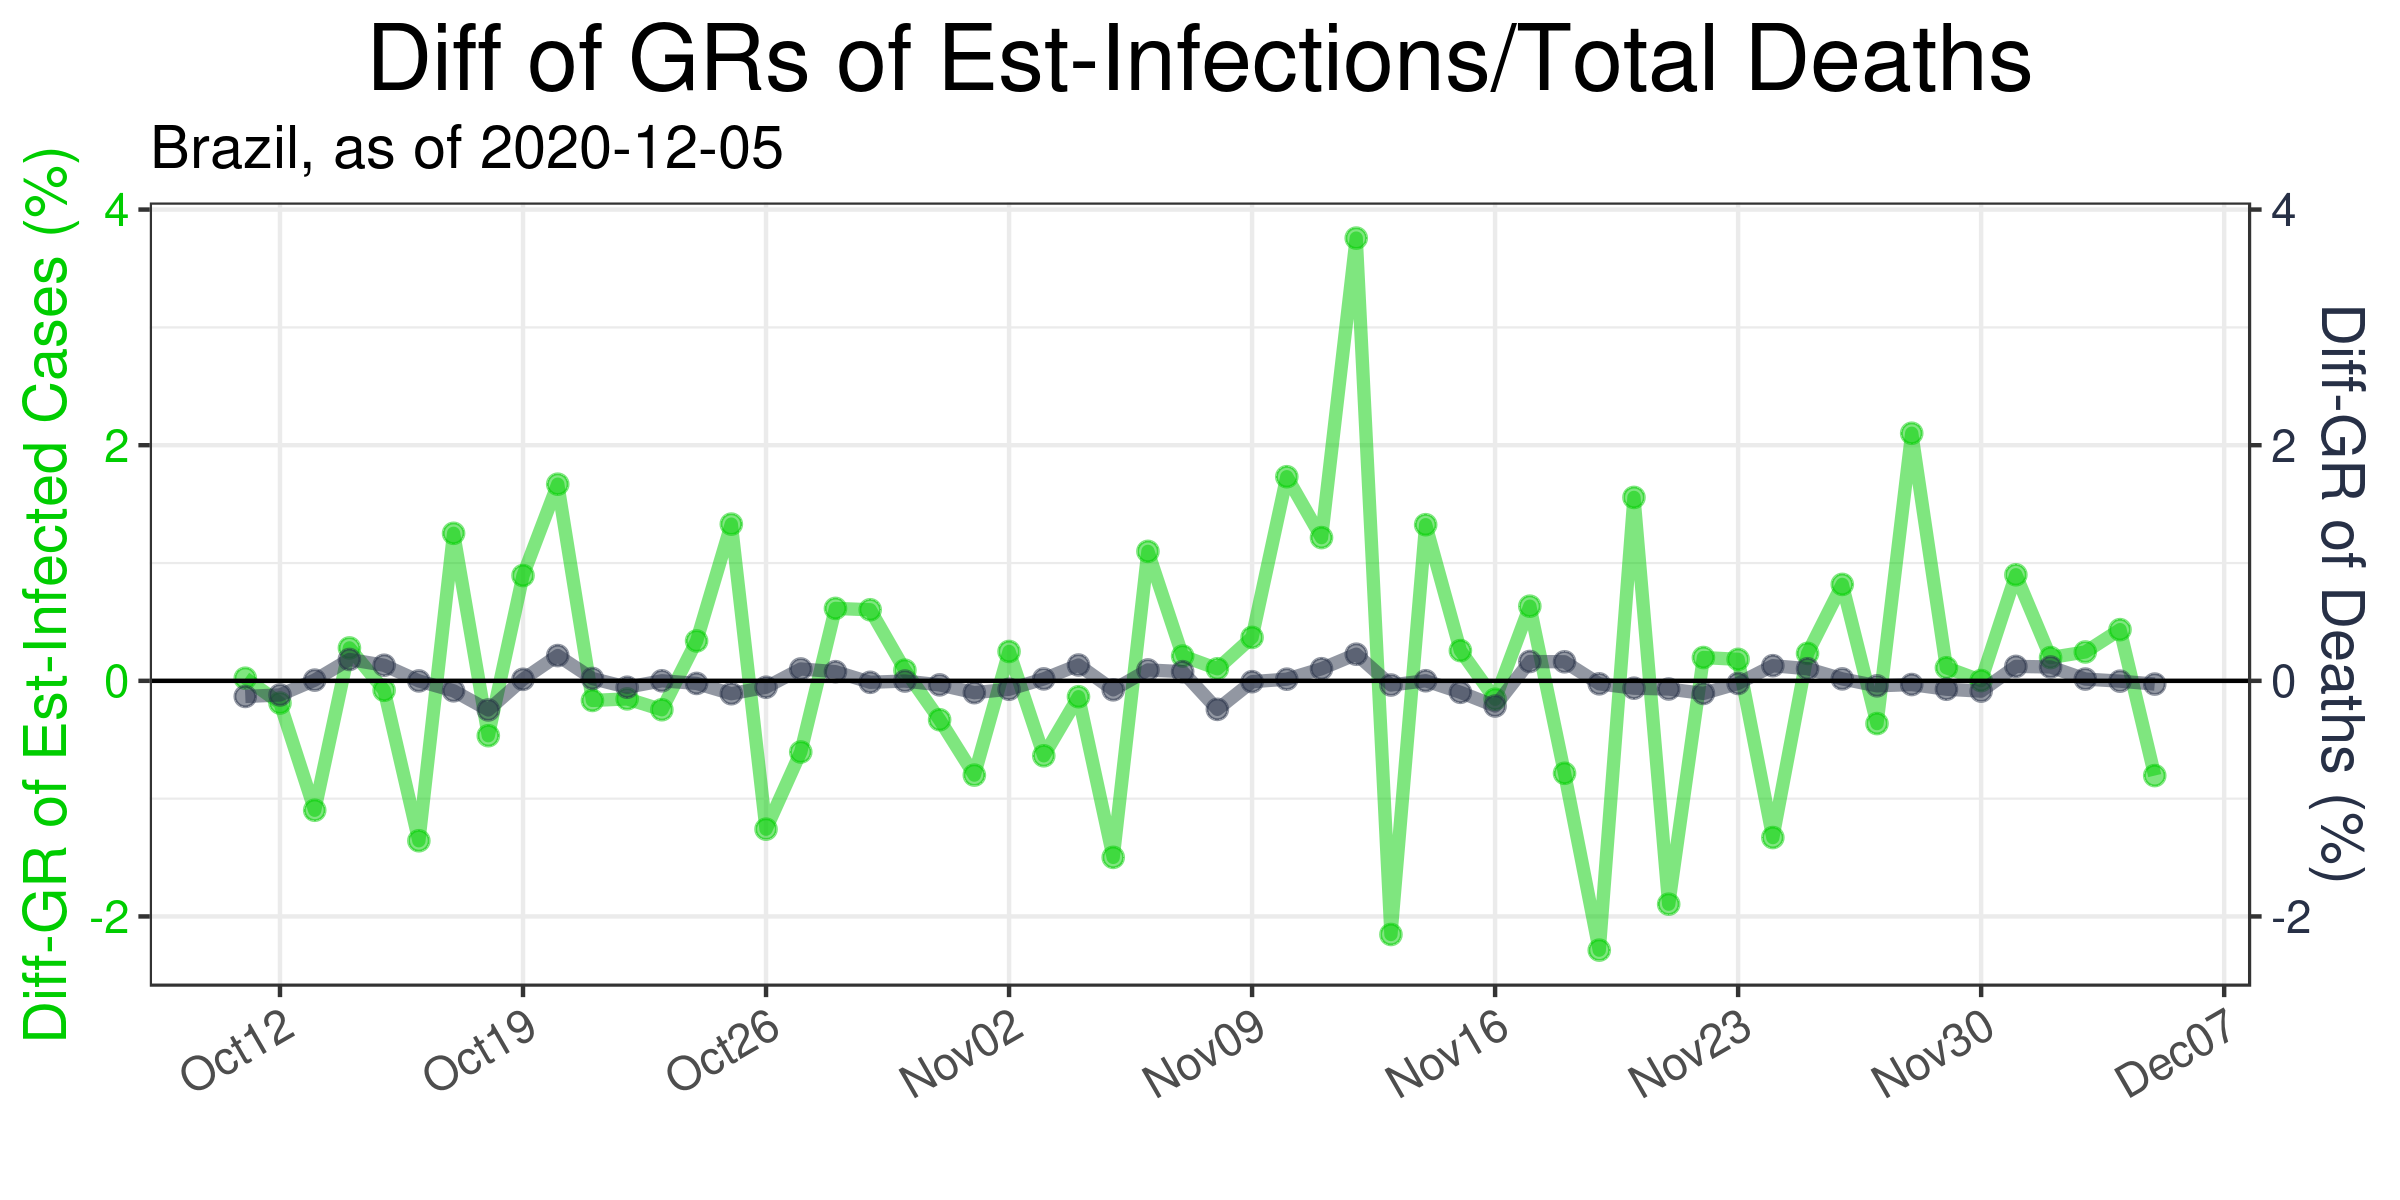 Diff of GRs of Est-Infections/Total Deaths
Brazil, as of 2020-12-05
Diff-GR of Est-Infected Cases (%)
4
2
0
-2
4
2
0
-2
Diff-GR of Deaths (%)
Oct12
Oct19
Oct26
Nov02
Nov09
Nov16
Nov23
Nov30
Dec07